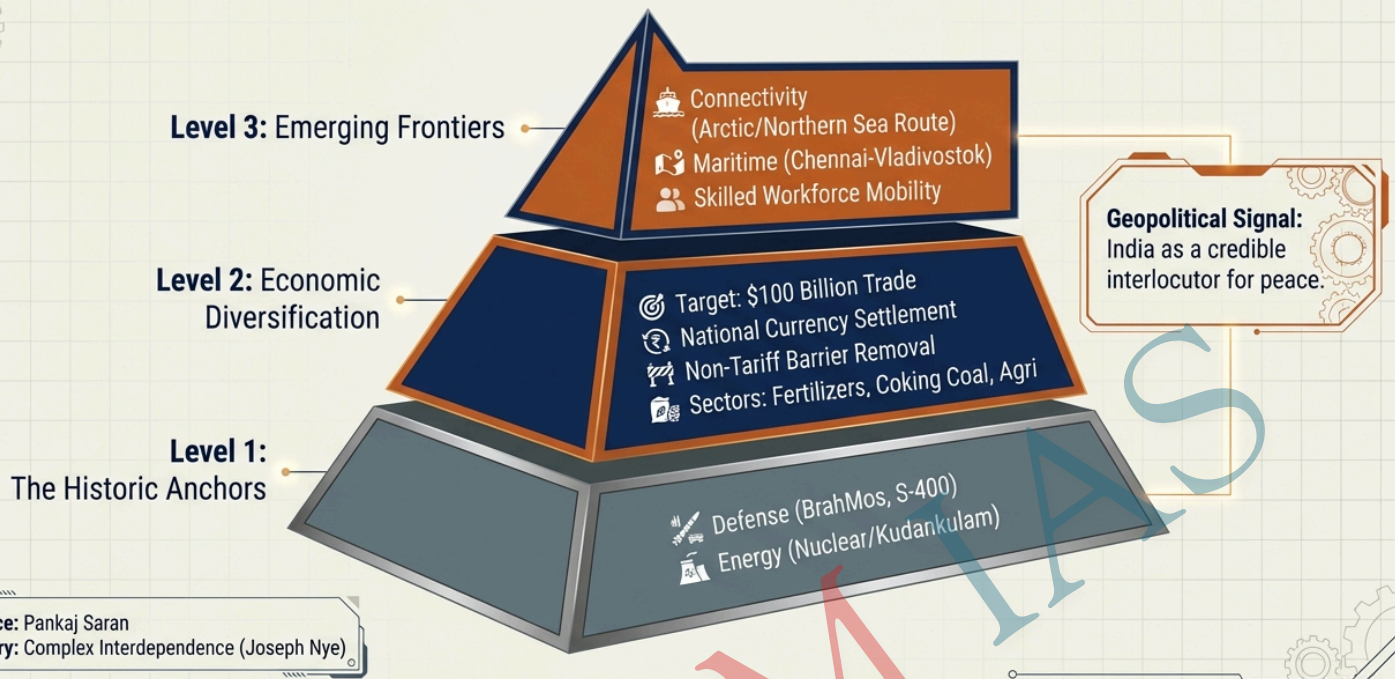 Level 3: Emerging Frontiers
Connectivity
(Arctic/Northern Sea Route)
Maritime (Chennai-Vladivostok)
Skilled Workforce Mobility
Geopolitical Signal:
India as a credible
interlocutor for peace.
Level 2: Economic
Diversification
Target: $100 Billion Trade
National Currency Settlement
Non-Tariff Barrier Removal
Sectors: Fertilizers, Coking Coal, Agri
Level 1:
The Historic Anchors
Defense (BrahMos, S-400)
Energy (Nuclear/Kudankulam)
ce: Pankaj Saran
ry: Complex Interdependence (Joseph Nye)
M IAS